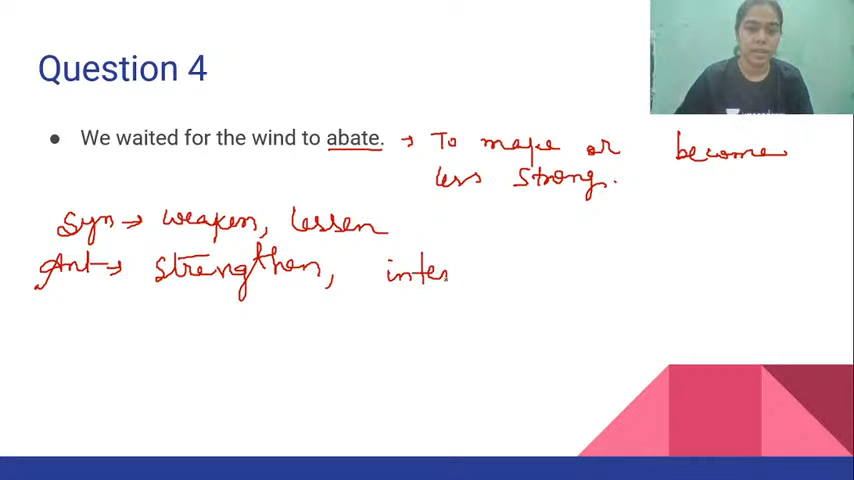 Question 4
● We waited for the wind to abate. → To make or become
less strong.
Syn → weaken, lessen
Ant → strengthen, inten